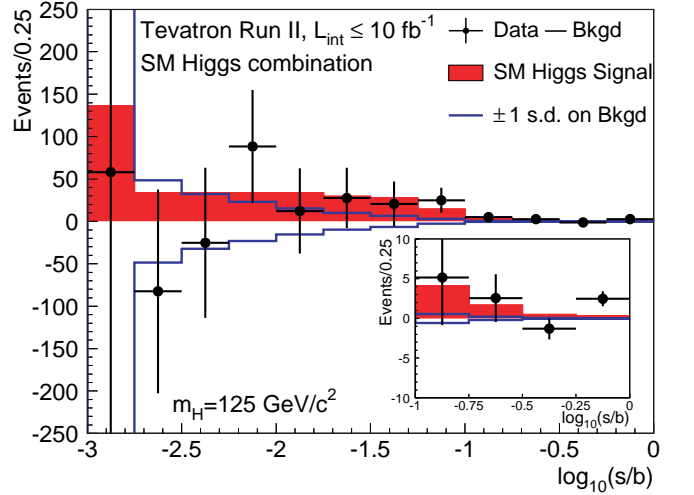 Tevatron Run II, L_int ≤ 10 fb⁻¹
SM Higgs combination
Data — Bkgd
SM Higgs Signal
±1 s.d. on Bkgd
m_H=125 GeV/c²
Events/0.25
250
200
150
100
50
0
-50
-100
-150
-200
-250
-3
-2.5
-2
-1.5
-1
-0.5
0
log₁₀(s/b)
Events/0.25
10
5
0
-5
-10
-1
-0.75
-0.5
-0.25
0
log₁₀(s/b)